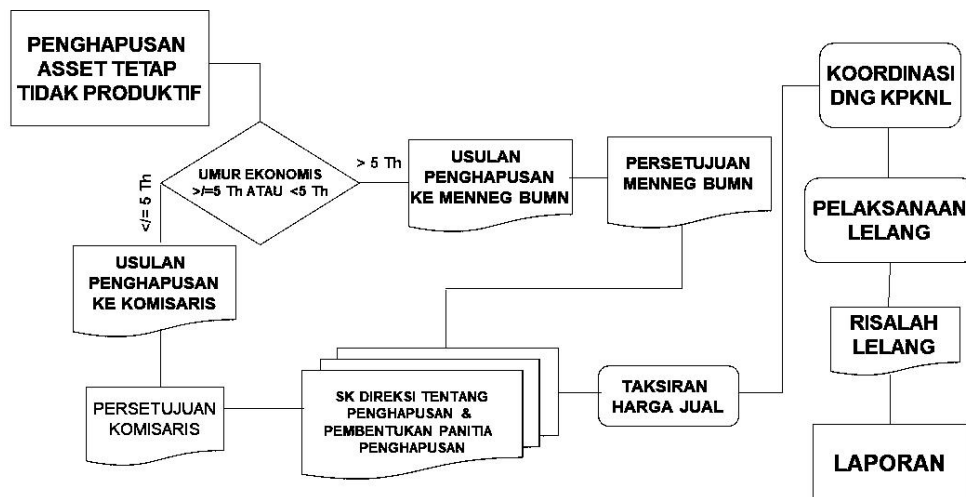 PENGHAPUSAN
ASSET TETAP
TIDAK PRODUKTIF
UMUR EKONOMIS
>/=5 Th ATAU <5 Th
> 5 Th
</= 5 Th
USULAN
PENGHAPUSAN
KE MENNEG BUMN
PERSETUJUAN
MENNEG BUMN
USULAN
PENGHAPUSAN
KE KOMISARIS
PERSETUJUAN
KOMISARIS
SK DIREKSI TENTANG
PENGHAPUSAN &
PEMBENTUKAN PANITIA
PENGHAPUSAN
TAKSIRAN
HARGA JUAL
KOORDINASI
DNG KPKNL
PELAKSANAAN
LELANG
RISALAH
LELANG
LAPORAN